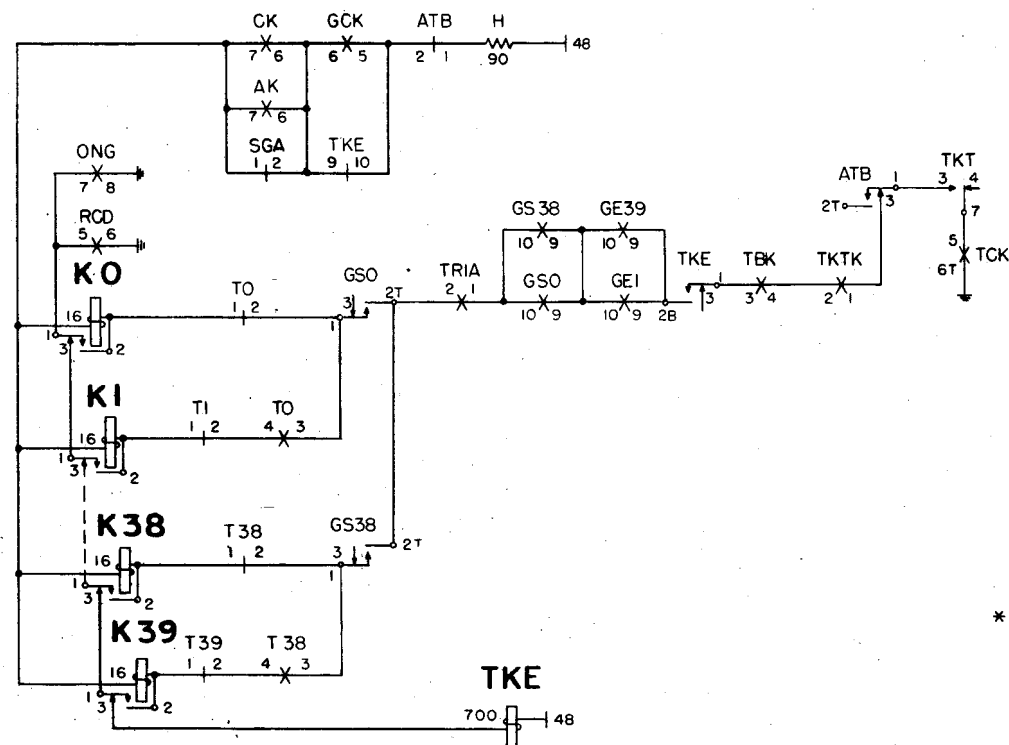 CK GCK ATB H
7 6 6 5 2 1 90 48
AK
7 6
SGA TKE
1 2 9 10
ONG
7 8
RCD
5 6
ATB 1 TKT
3 4
2T 3
7
5
TCK
6T
GS38 GE39
10 9 10 9
K0
16 1 3 2
T0
1 2
GS0
3 1 2T
TRIA
2 1
GS0 GE1
10 9 10 9 2B
TKE
1 3
TBK
3 4
TKTK
2 1
K1
16 1 3 2
T1 T0
1 2 4 3
K38
16 1 3 2
T38
1 2
GS38
3 1 2T
K39
16 1 3 2
T39 T38
1 2 4 3
*
TKE
700 48